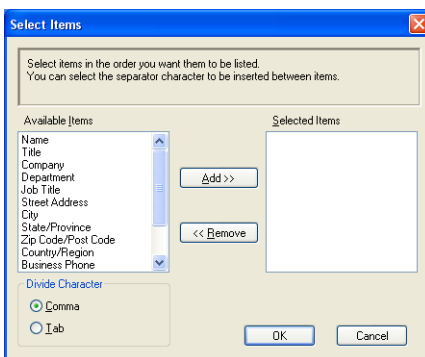 Select Items
Select items in the order you want them to be listed.
You can select the separator character to be inserted between items.
Available Items
Selected Items
Name
Title
Company
Department
Job Title
Street Address
City
State/Province
Zip Code/Post Code
Country/Region
Business Phone
Add >>
<< Remove
Divide Character
Comma
Tab
OK
Cancel